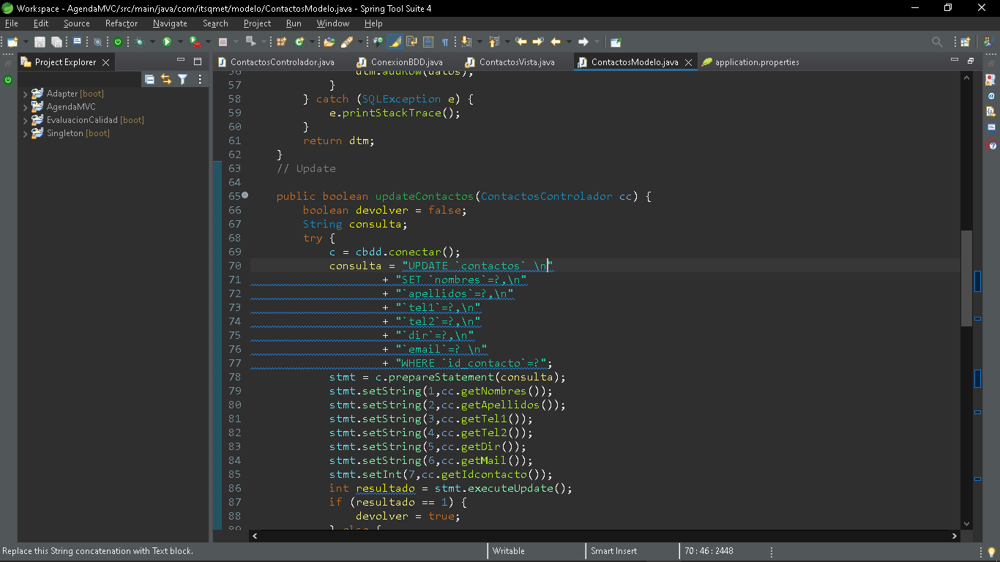 Workspace - AgendaMVC/src/main/java/com/itsqmet/modelo/ContactosModelo.java - Spring Tool Suite 4
File Edit Source Refactor Navigate Search Project Run Window Help
Project Explorer
ContactosControlador.java ConexionBDD.java ContactosVista.java ContactosModelo.java application.properties
Adapter [boot]
AgendaMVC
EvaluacionCalidad [boot]
Singleton [boot]
56 dtm.addRow(datos);
57 }
58 } catch (SQLException e) {
59 e.printStackTrace();
60 }
61 return dtm;
62 }
63 // Update
64
65 public boolean updateContactos(ContactosControlador cc) {
66 boolean devolver = false;
67 String consulta;
68 try {
69 c = cbdd.conectar();
70 consulta = "UPDATE `contactos` \n"
71 + "SET `nombres`=?,\n"
72 + "`apellidos`=?,\n"
73 + "`tel1`=?,\n"
74 + "`tel2`=?,\n"
75 + "`dir`=?,\n"
76 + "`email`=? \n"
77 + "WHERE `id_contacto`=?";
78 stmt = c.prepareStatement(consulta);
79 stmt.setString(1,cc.getNombres());
80 stmt.setString(2,cc.getApellidos());
81 stmt.setString(3,cc.getTel1());
82 stmt.setString(4,cc.getTel2());
83 stmt.setString(5,cc.getDir());
84 stmt.setString(6,cc.getMail());
85 stmt.setInt(7,cc.getIdcontacto());
86 int resultado = stmt.executeUpdate();
87 if (resultado == 1) {
88 devolver = true;
89 } else {
Replace this String concatenation with Text block. Writable Smart Insert 70 : 46 : 2448